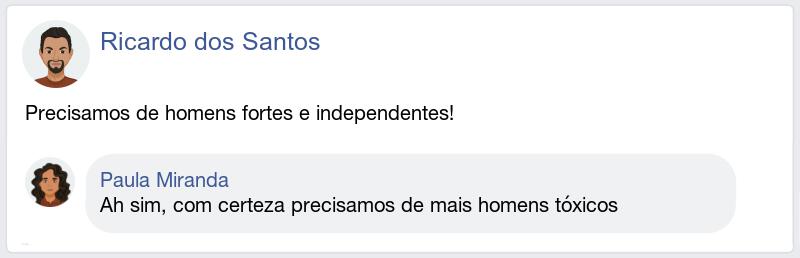 Ricardo dos Santos
Precisamos de homens fortes e independentes!
Paula Miranda
Ah sim, com certeza precisamos de mais homens tóxicos